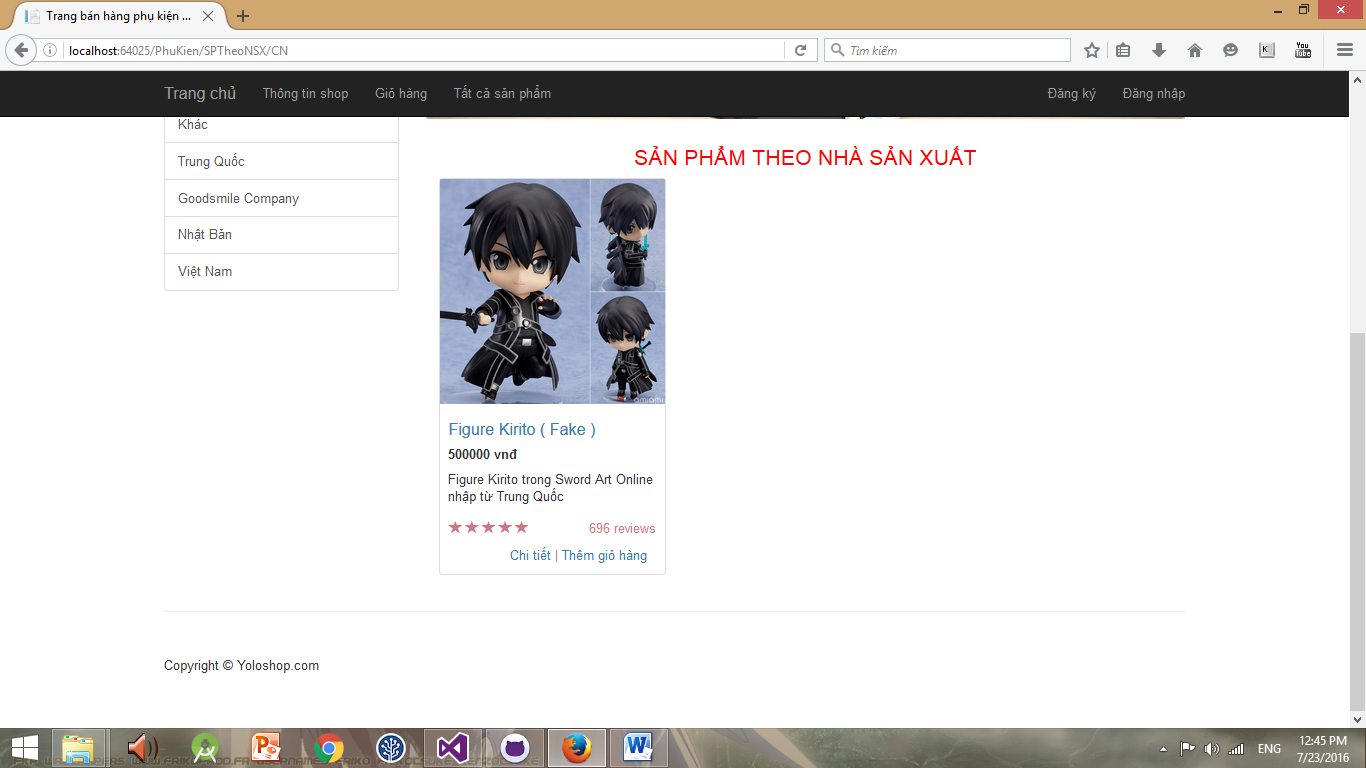 Trang bán hàng phụ kiện ...
localhost:64025/PhuKien/SPTheoNSX/CN
Tìm kiếm
You Tube
Trang chủ
Thông tin shop
Giỏ hàng
Tất cả sản phẩm
Đăng ký
Đăng nhập
Khác
Trung Quốc
Goodsmile Company
Nhật Bản
Việt Nam
SẢN PHẨM THEO NHÀ SẢN XUẤT
amiami
Figure Kirito ( Fake )
500000 vnđ
Figure Kirito trong Sword Art Online
nhập từ Trung Quốc
696 reviews
Chi tiết | Thêm giỏ hàng
Copyright © Yoloshop.com
ENG
12:45 PM
7/23/2016